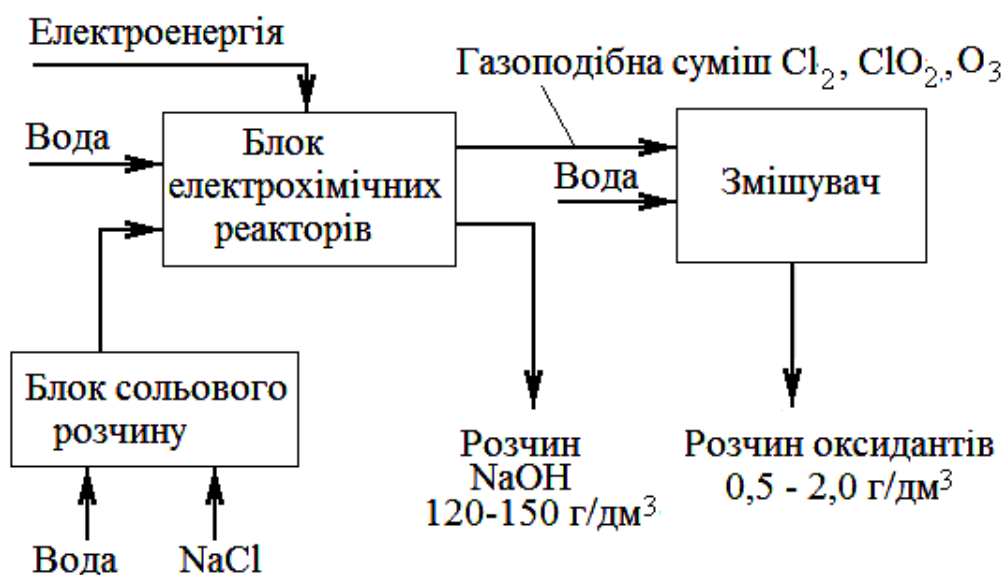 Електроенергія
Газоподібна суміш Cl₂, ClO₂, O₃
Вода
Блок
електрохімічних
реакторів
Вода
Змішувач
Блок сольового
розчину
Розчин
NaOH
120-150 г/дм³
Розчин оксидантів
0,5 - 2,0 г/дм³
Вода
NaCl